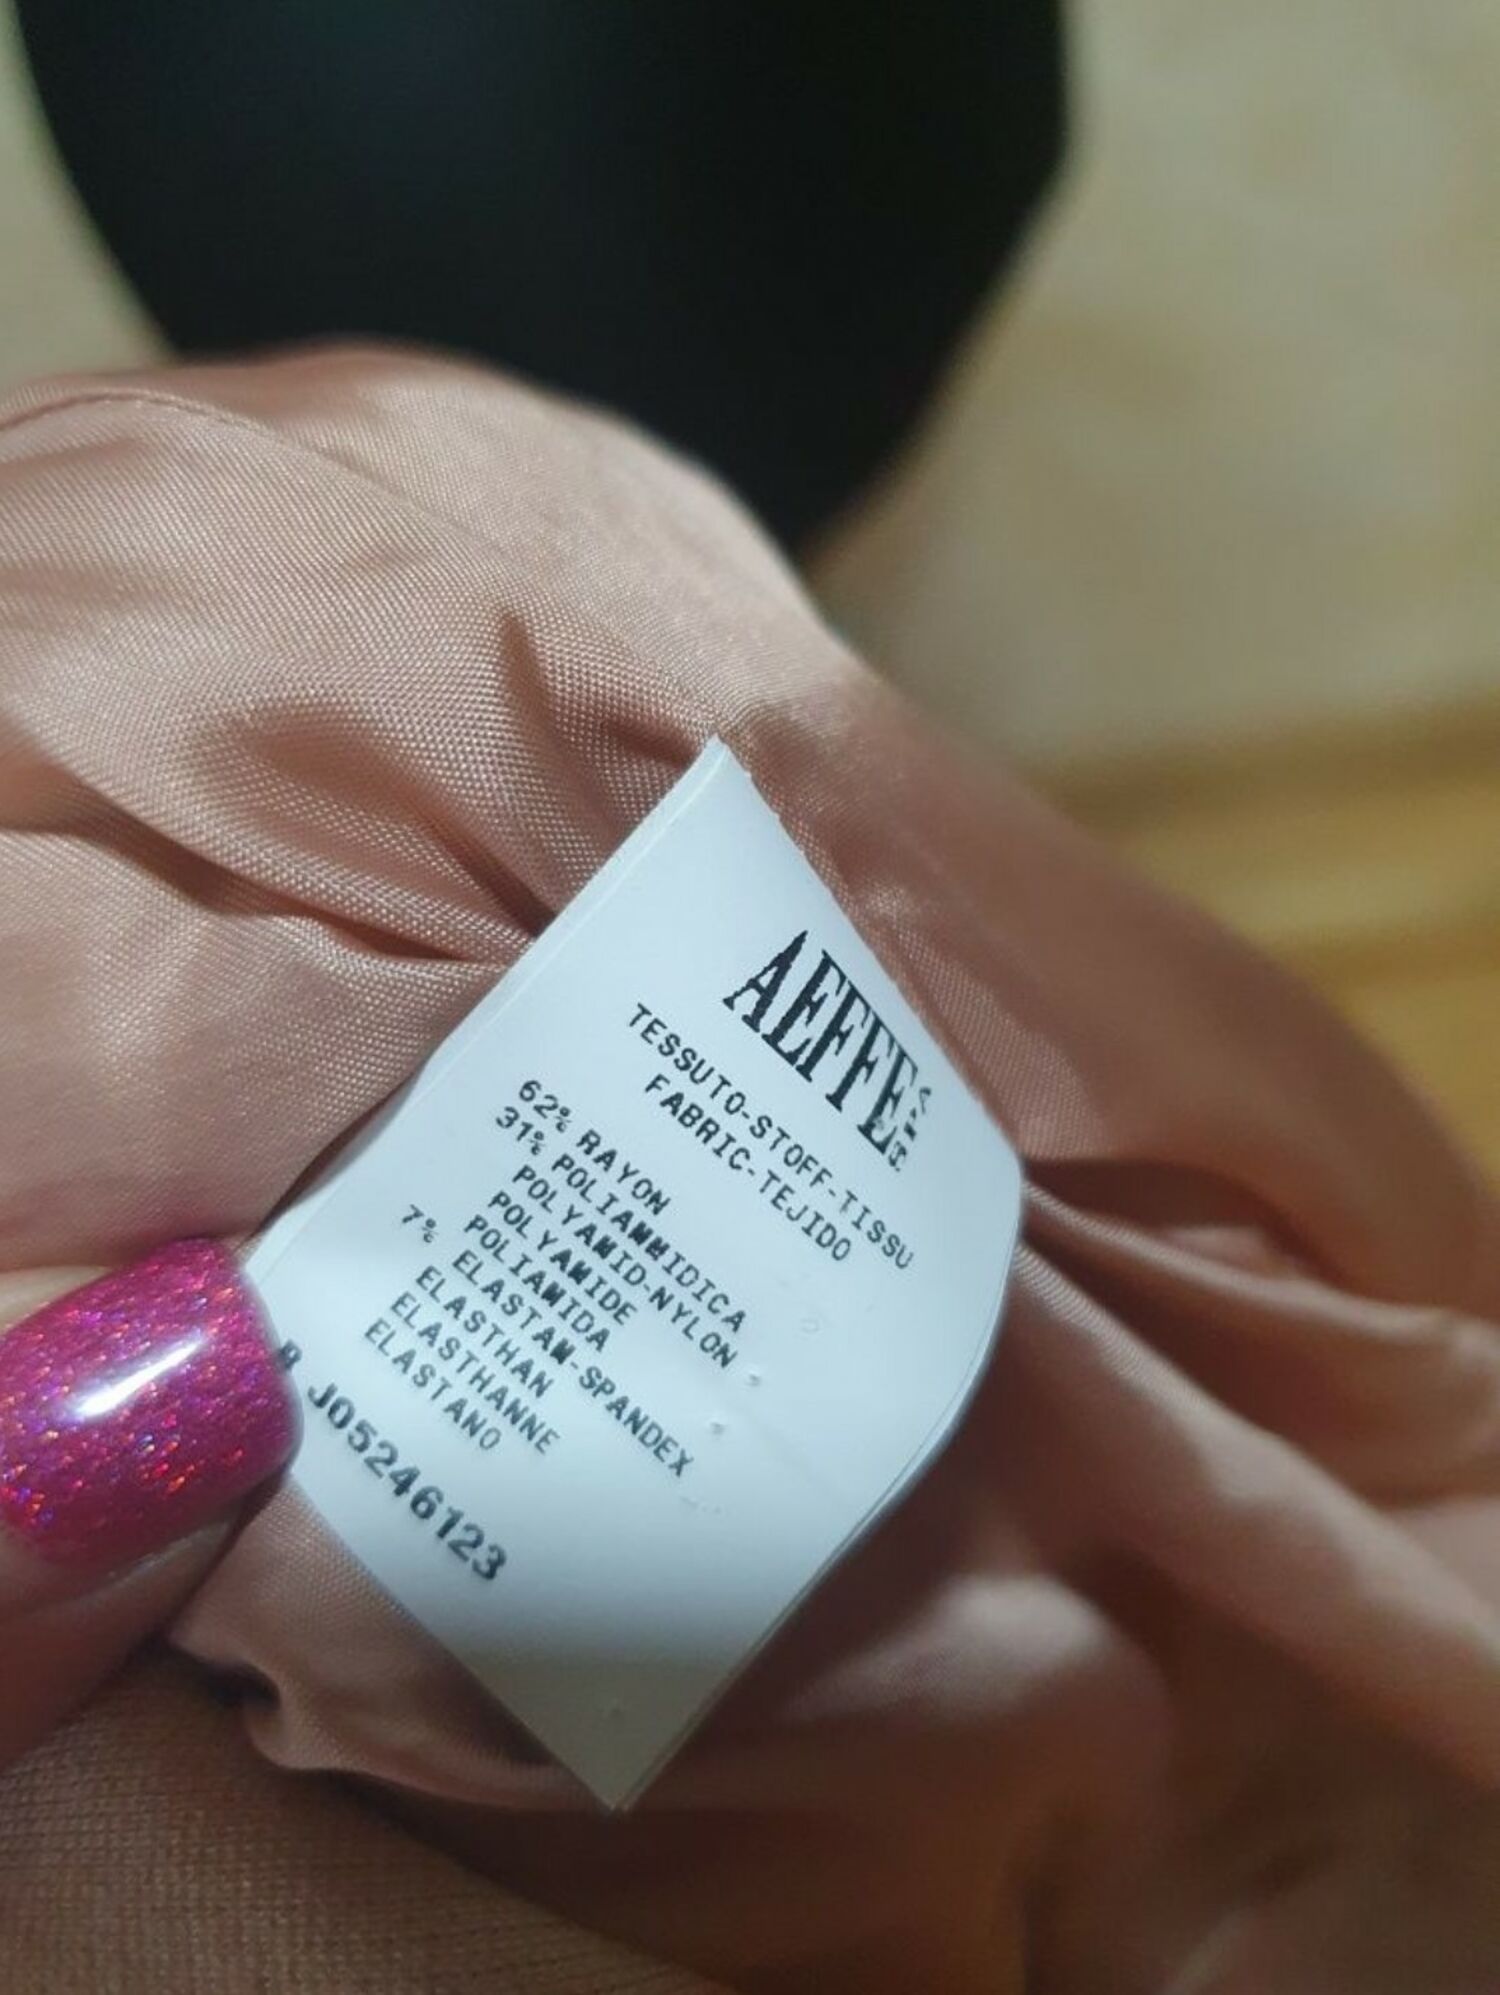 AEFFE
TESSUTO-STOFF-TISSU
FABRIC-TEJIDO
62% RAYON
31% POLIAMMIDICA
POLYAMID-NYLON
POLYAMIDE
POLIAMIDA
7% ELASTAM-SPANDEX
ELASTHAN
ELASTHANNE
ELASTANO
J05246123